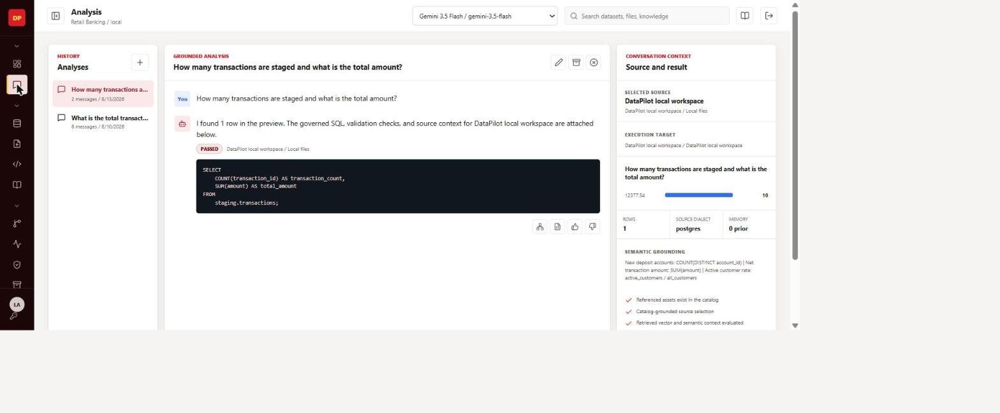 DP
Analysis
Retail Banking / local
Gemini 3.5 Flash / gemini-3.5-flash
Search datasets, files, knowledge
HISTORY
Analyses
How many transactions a...
2 messages / 8/13/2026
What is the total transact...
8 messages / 8/10/2026
GROUNDED ANALYSIS
How many transactions are staged and what is the total amount?
You
How many transactions are staged and what is the total amount?
I found 1 row in the preview. The governed SQL, validation checks, and source context for DataPilot local workspace are attached
below.
PASSED DataPilot local workspace / Local files
SELECT
COUNT(transaction_id) AS transaction_count,
SUM(amount) AS total_amount
FROM
staging.transactions;
CONVERSATION CONTEXT
Source and result
SELECTED SOURCE
DataPilot local workspace
DataPilot local workspace / Local files
EXECUTION TARGET
DataPilot local workspace / DataPilot local workspace
How many transactions are staged and what is the
total amount?
12377.54 10
ROWS SOURCE DIALECT MEMORY
1 postgres 0 prior
SEMANTIC GROUNDING
New deposit accounts: COUNT(DISTINCT account_id) | Net
transaction amount: SUM(amount) | Active customer rate:
active_customers / all_customers
Referenced assets exist in the catalog
Catalog-grounded source selection
Retrieved vector and semantic context evaluated
LA